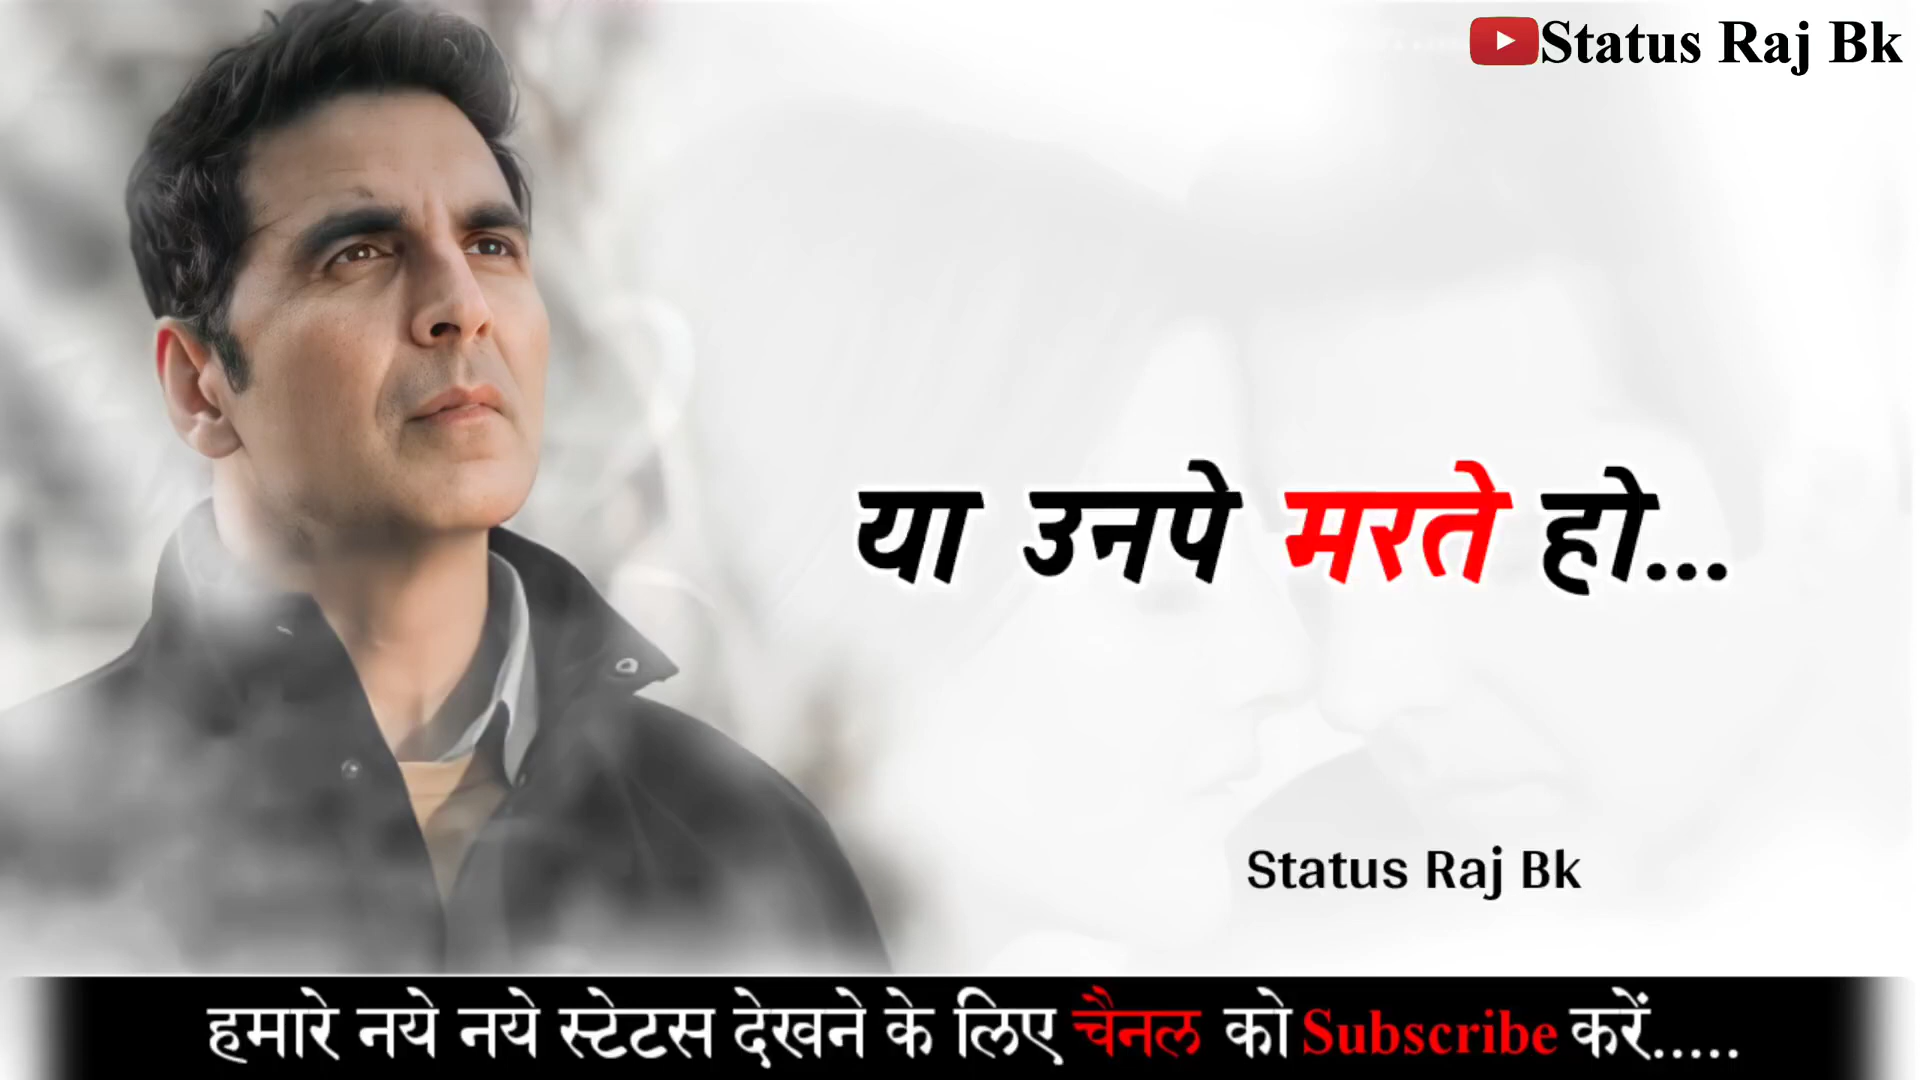 Status Raj Bk
या उनपे मरते हो...
Status Raj Bk
हमारे नये नये स्टेटस देखने के लिए चैनल को Subscribe करें.....